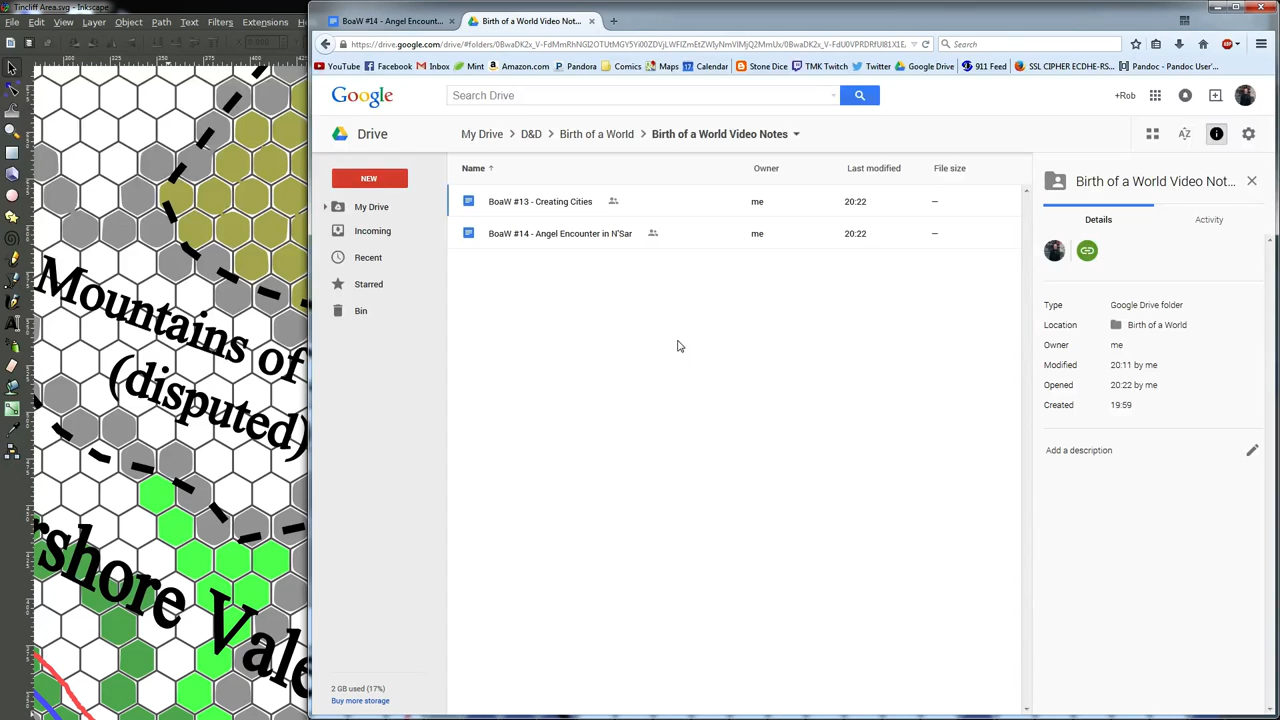 Tincliff Area.svg - Inkscape
File Edit View Layer Object Path Text Filters Extensions
BoaW #14 - Angel Encount...
Birth of a World Video Not...
Search
YouTube Facebook Inbox Mint Amazon.com Pandora Comics Maps Calendar Stone Dice TMK Twitch Twitter Google Drive 911 Feed SSL CIPHER ECDHE-RS... Pandoc - Pandoc User'...
Google
Search Drive
+Rob
Drive
My Drive
D&D
Birth of a World
Birth of a World Video Notes
NEW
My Drive
Incoming
Recent
Starred
Bin
2 GB used (17%)
Buy more storage
Name Owner Last modified File size
BoaW #13 - Creating Cities me 20:22 –
BoaW #14 - Angel Encounter in N'Sar me 20:22 –
Birth of a World Video Not...
Details Activity
Type Google Drive folder
Location Birth of a World
Owner me
Modified 20:11 by me
Opened 20:22 by me
Created 19:59
Add a description
Mountains of
(disputed)
rshore Vale